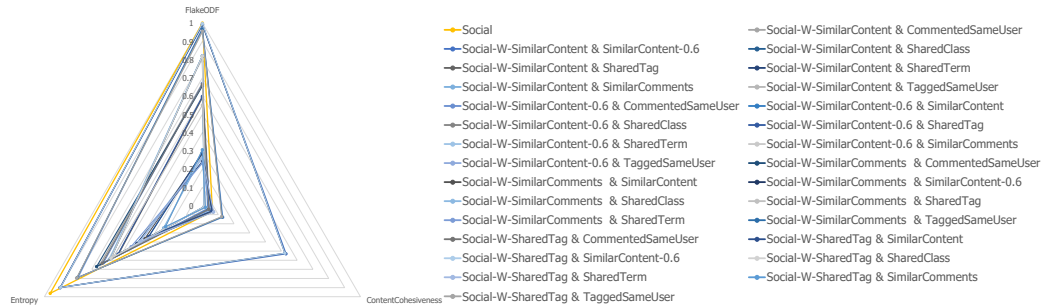 FlakeODF
1
0.9
0.8
0.7
0.6
0.5
0.4
0.3
0.2
0.1
0
Entropy
ContentCohesiveness
Social
Social-W-SimilarContent & CommentedSameUser
Social-W-SimilarContent & SimilarContent-0.6
Social-W-SimilarContent & SharedClass
Social-W-SimilarContent & SharedTag
Social-W-SimilarContent & SharedTerm
Social-W-SimilarContent & SimilarComments
Social-W-SimilarContent & TaggedSameUser
Social-W-SimilarContent-0.6 & CommentedSameUser
Social-W-SimilarContent-0.6 & SimilarContent
Social-W-SimilarContent-0.6 & SharedClass
Social-W-SimilarContent-0.6 & SharedTag
Social-W-SimilarContent-0.6 & SharedTerm
Social-W-SimilarContent-0.6 & SimilarComments
Social-W-SimilarContent-0.6 & TaggedSameUser
Social-W-SimilarComments & CommentedSameUser
Social-W-SimilarComments & SimilarContent
Social-W-SimilarComments & SimilarContent-0.6
Social-W-SimilarComments & SharedClass
Social-W-SimilarComments & SharedTag
Social-W-SimilarComments & SharedTerm
Social-W-SimilarComments & TaggedSameUser
Social-W-SharedTag & CommentedSameUser
Social-W-SharedTag & SimilarContent
Social-W-SharedTag & SimilarContent-0.6
Social-W-SharedTag & SharedClass
Social-W-SharedTag & SharedTerm
Social-W-SharedTag & SimilarComments
Social-W-SharedTag & TaggedSameUser